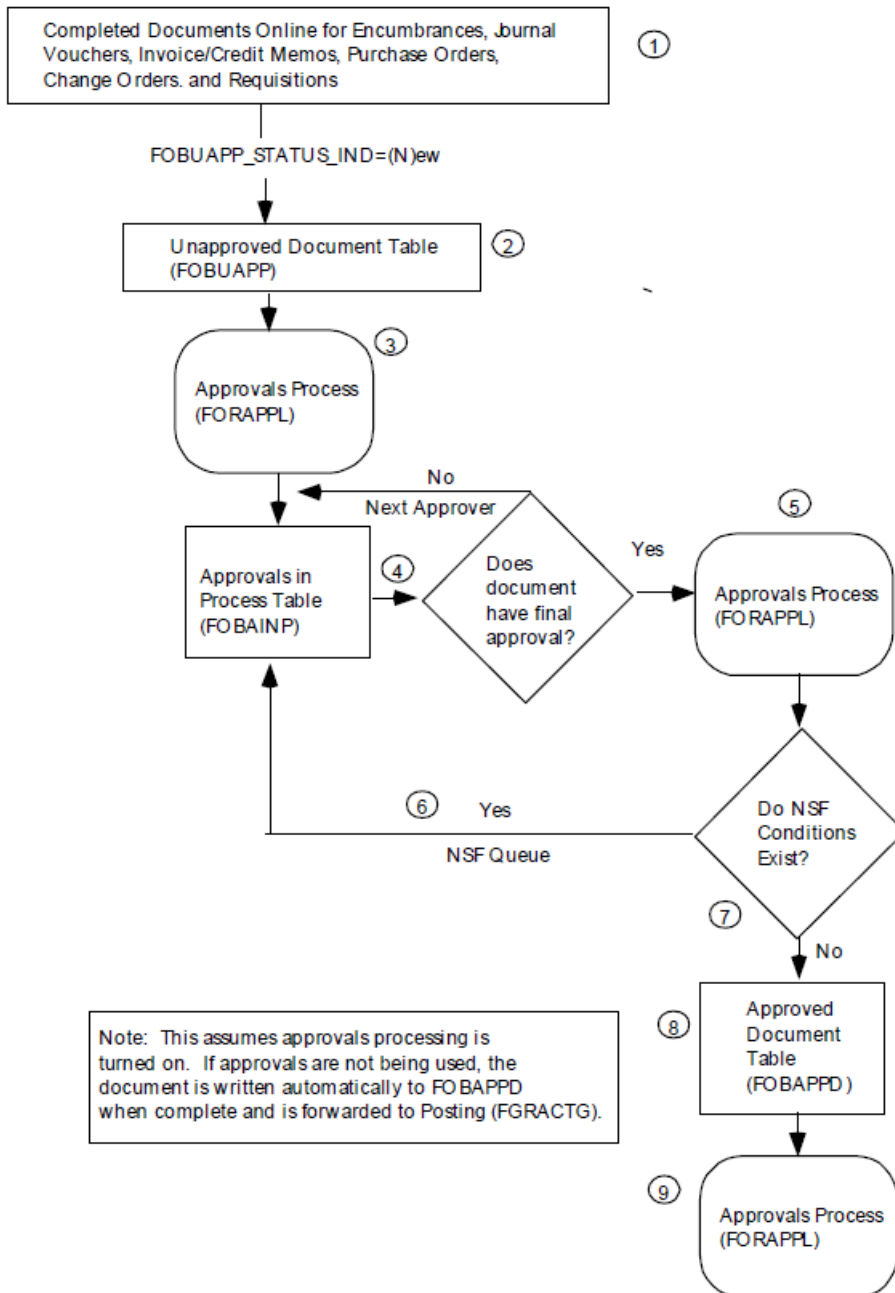 Completed Documents Online for Encumbrances, Journal
Vouchers, Invoice/Credit Memos, Purchase Orders,
Change Orders. and Requisitions
1
FOBUAPP_STATUS_IND=(N)ew
Unapproved Document Table
(FOBUAPP)
2
3
Approvals Process
(FORAPPL)
No
Next Approver
5
Approvals in
Process Table
(FOBAINP)
4
Does
document
have final
approval?
Yes
Approvals Process
(FORAPPL)
6
Yes
NSF Queue
Do NSF
Conditions
Exist?
7
No
Note: This assumes approvals processing is
turned on. If approvals are not being used, the
document is written automatically to FOBAPPD
when complete and is forwarded to Posting (FGRACTG).
8
Approved
Document
Table
(FOBAPPD)
9
Approvals Process
(FORAPPL)